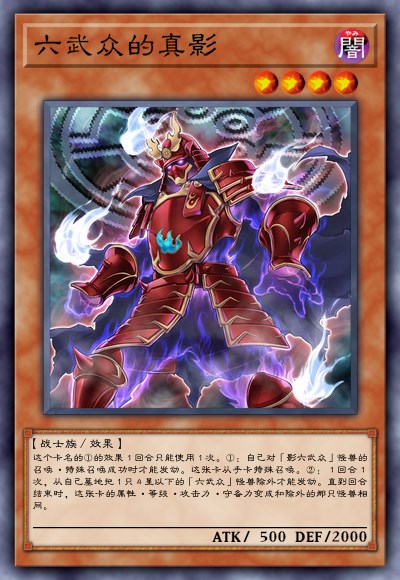 六武众的真影
やみ
闇
【战士族/效果】
这个卡名的①的效果1回合只能使用1次。①：自己对「影六武众」怪兽的
召唤·特殊召唤成功时才能发动。这张卡从手卡特殊召唤。②：1回合1
次，从自己墓地把1只4星以下的「六武众」怪兽除外才能发动。直到回合
结束时，这张卡的属性·等级·攻击力·守备力变成和除外的那只怪兽相
同。
ATK/ 500 DEF/2000